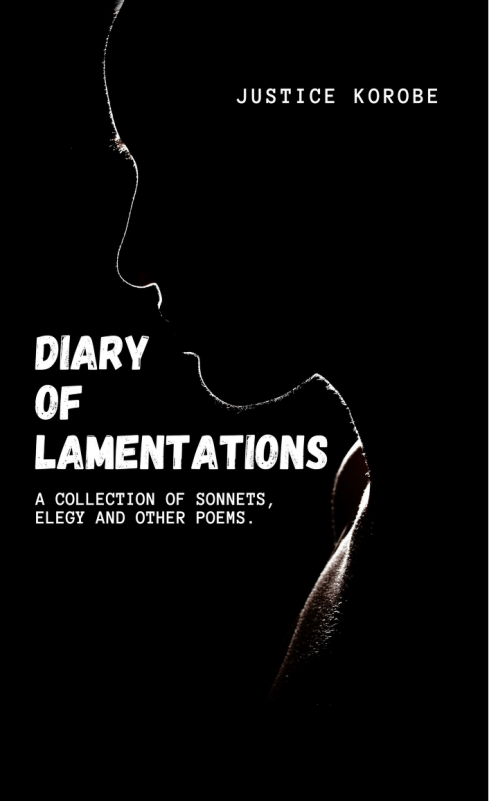 JUSTICE KOROBE
DIARY
OF
LAMENTATIONS
A COLLECTION OF SONNETS,
ELEGY AND OTHER POEMS.